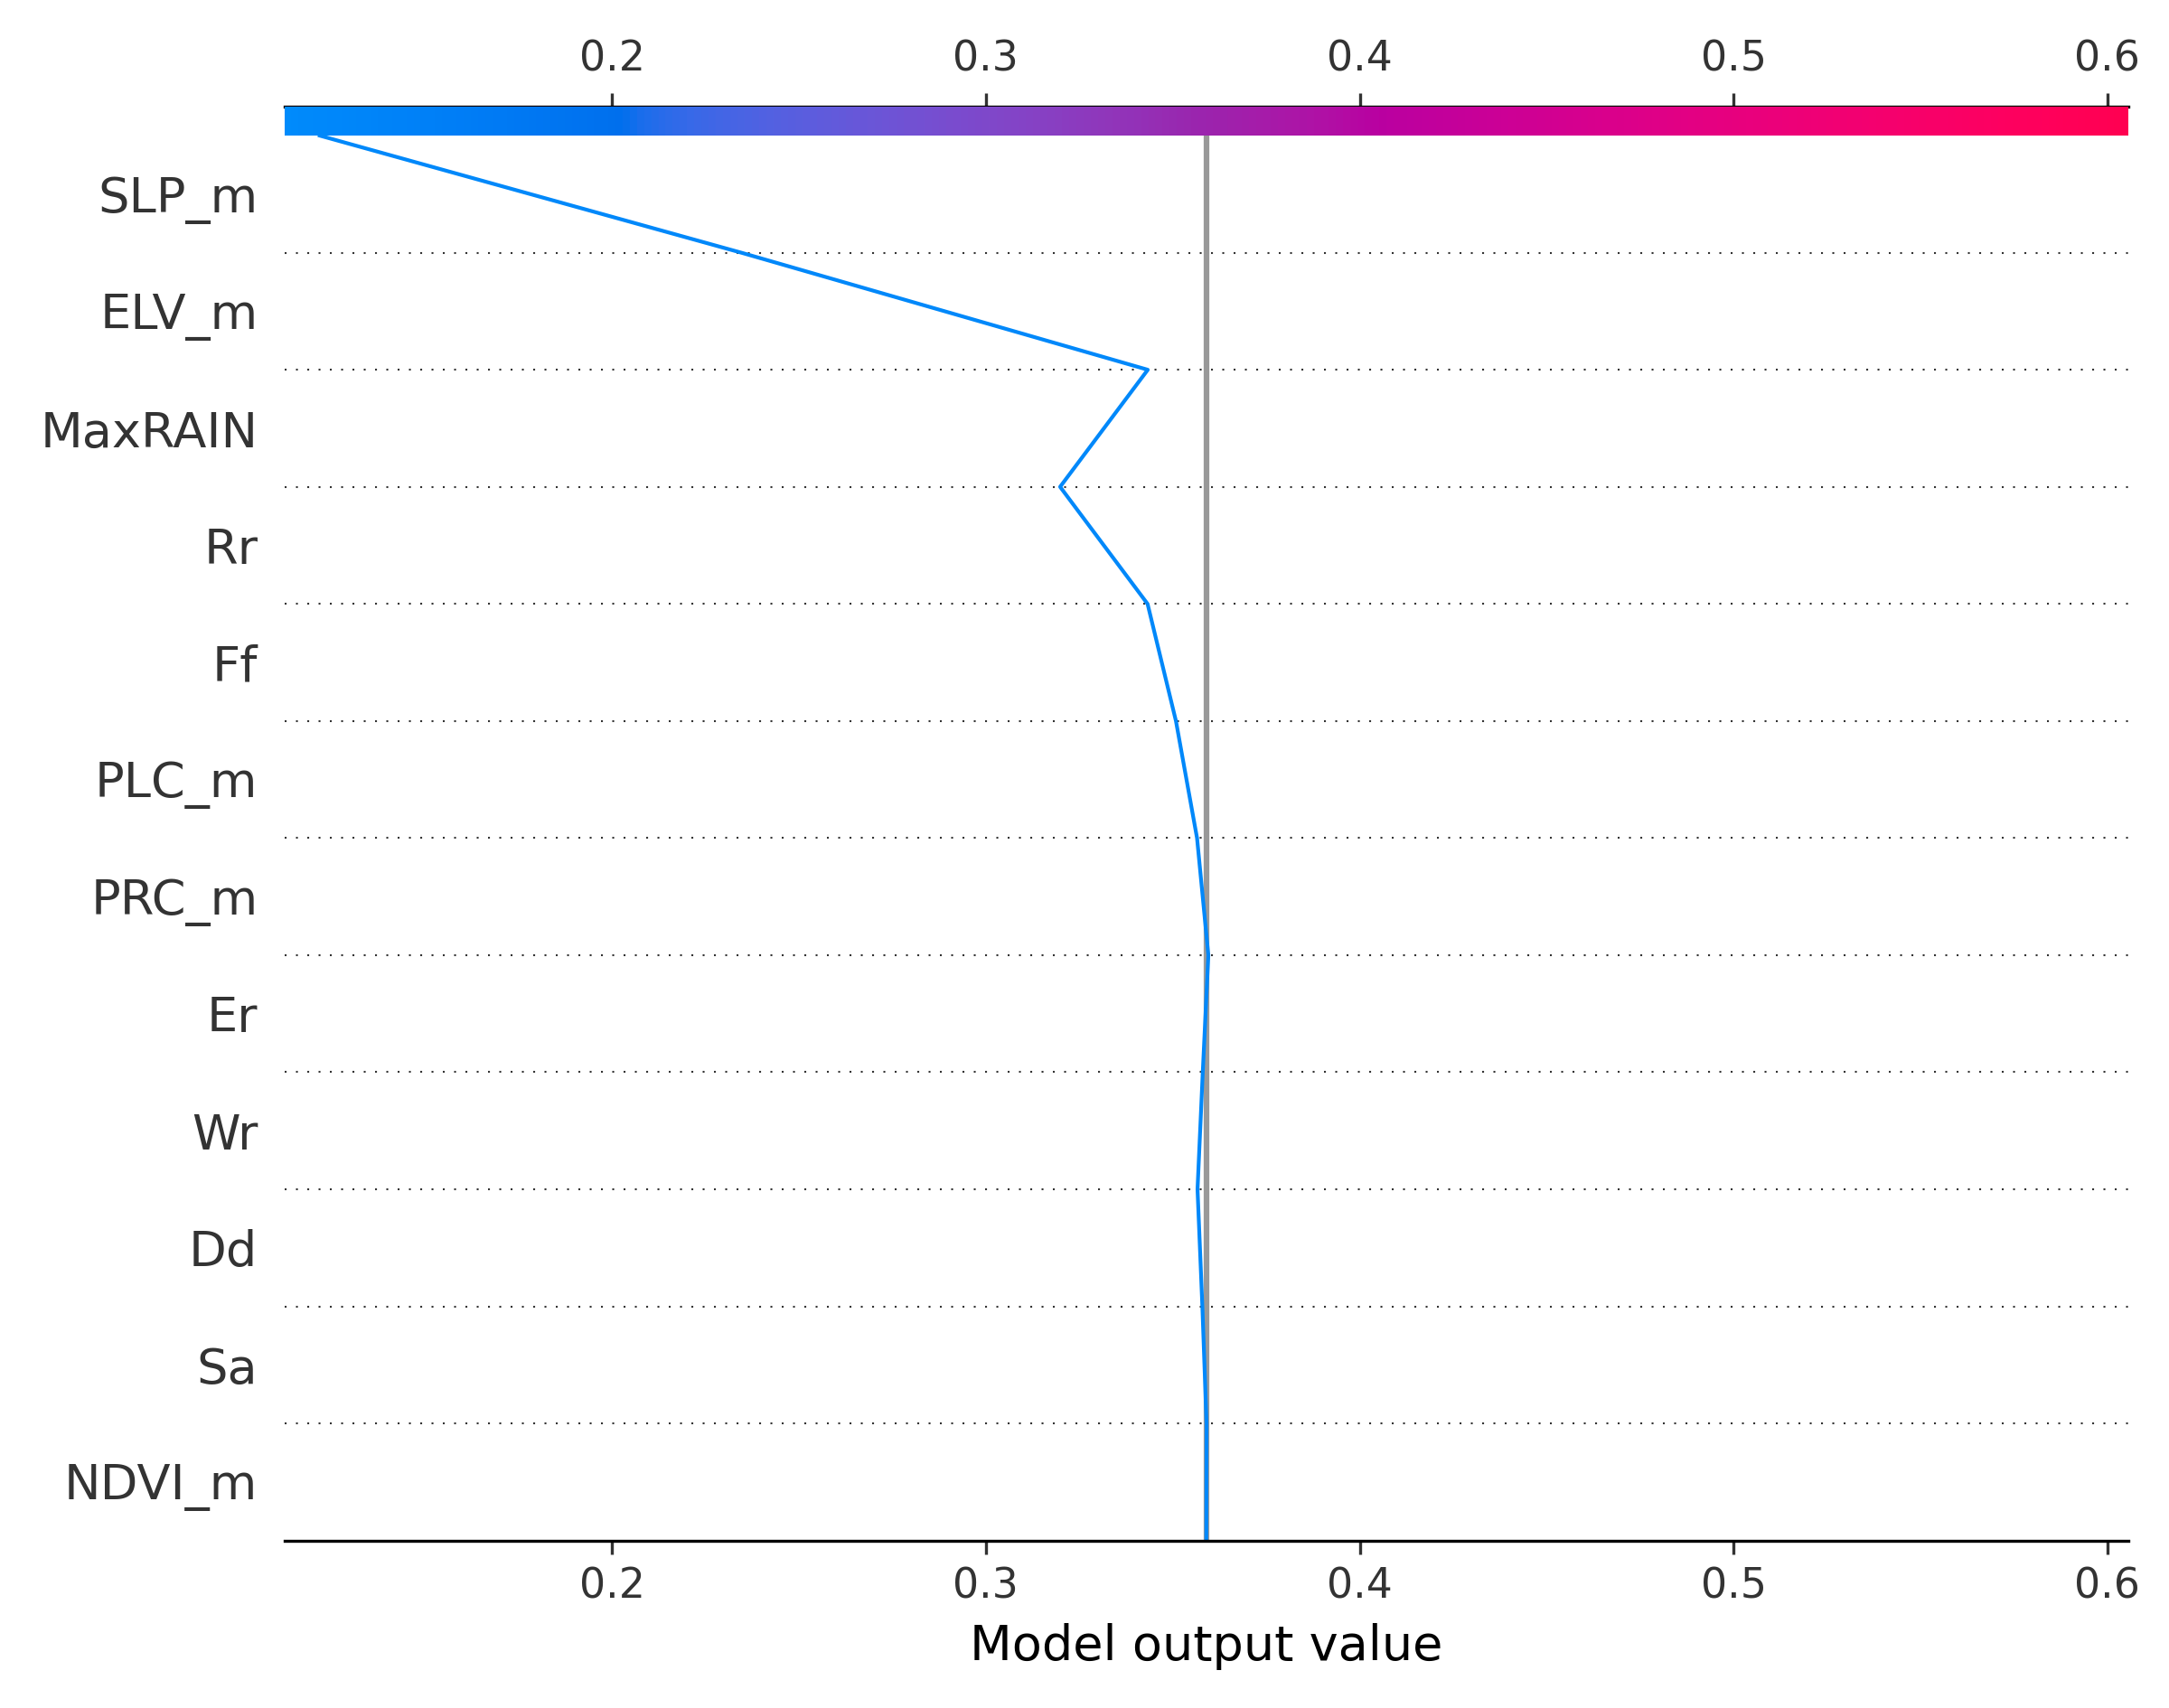 0.2 0.3 0.4 0.5 0.6
SLP_m
ELV_m
MaxRAIN
Rr
Ff
PLC_m
PRC_m
Er
Wr
Dd
Sa
NDVI_m
0.2 0.3 0.4 0.5 0.6
Model output value